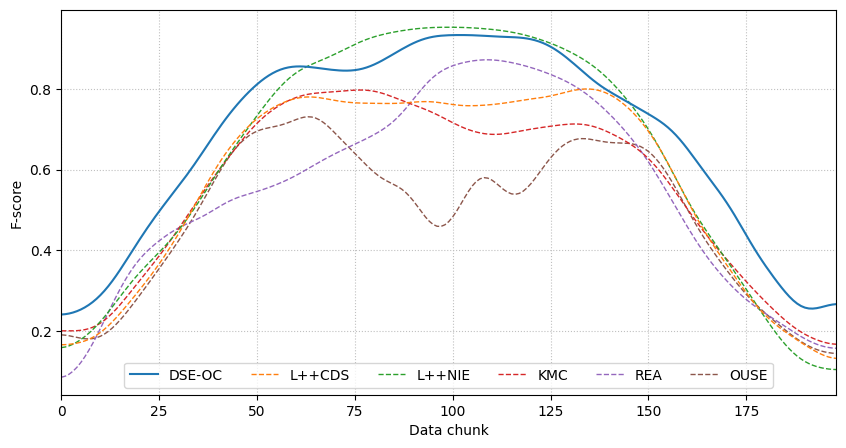 F-score
0.8
0.6
0.4
0.2
DSE-OC L++CDS L++NIE KMC REA OUSE
0 25 50 75 100 125 150 175
Data chunk